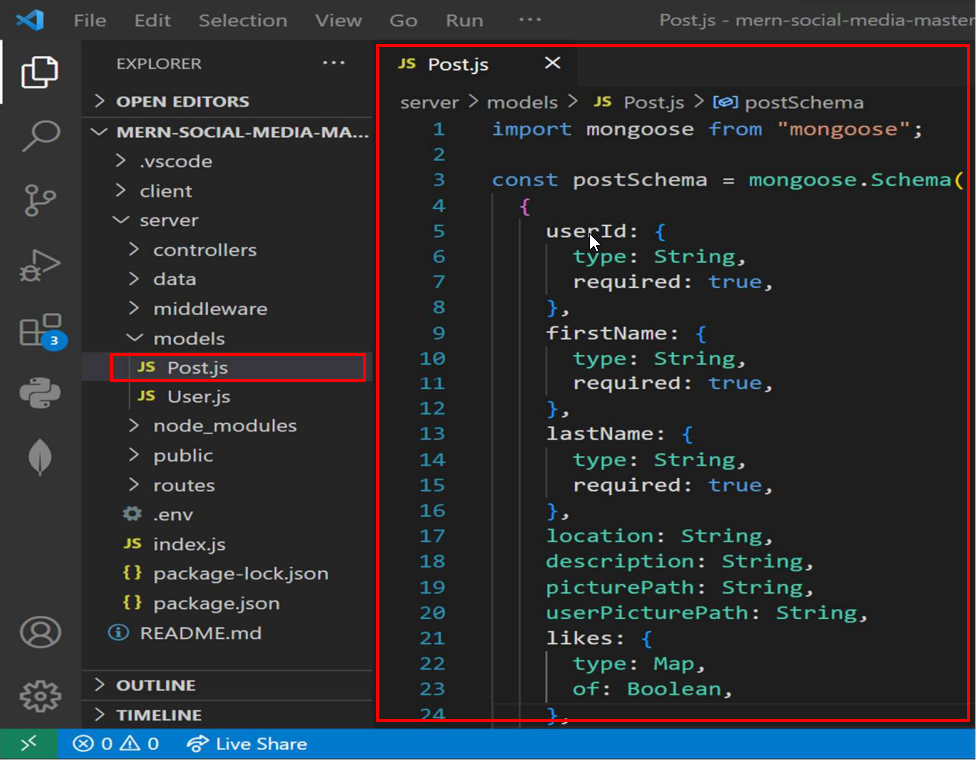 File Edit Selection View Go Run ··· Post.js - mern-social-media-master
EXPLORER ···
> OPEN EDITORS
MERN-SOCIAL-MEDIA-MA...
> .vscode
> client
server
> controllers
> data
> middleware
models
JS Post.js
JS User.js
> node_modules
> public
> routes
.env
JS index.js
{} package-lock.json
{} package.json
README.md
> OUTLINE
> TIMELINE
3
JS Post.js ×
server > models > JS Post.js > postSchema
1 import mongoose from "mongoose";
2
3 const postSchema = mongoose.Schema(
4 {
5 userId: {
6 type: String,
7 required: true,
8 },
9 firstName: {
10 type: String,
11 required: true,
12 },
13 lastName: {
14 type: String,
15 required: true,
16 },
17 location: String,
18 description: String,
19 picturePath: String,
20 userPicturePath: String,
21 likes: {
22 type: Map,
23 of: Boolean,
24 },
0 0 Live Share